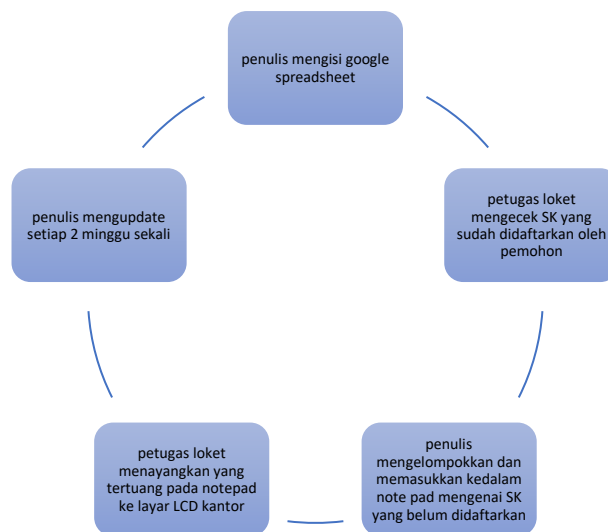 penulis mengisi google
spreadsheet
petugas loket
mengecek SK yang
sudah didaftarkan oleh
pemohon
penulis
mengelompokkan dan
memasukkan kedalam
note pad mengenai SK
yang belum didaftarkan
petugas loket
menayangkan yang
tertuang pada notepad
ke layar LCD kantor
penulis mengupdate
setiap 2 minggu sekali